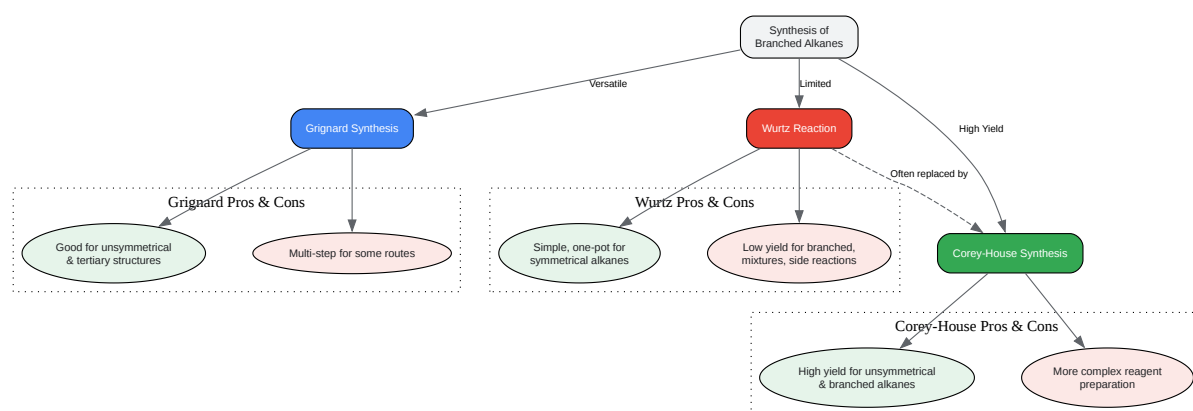 Synthesis of
Branched Alkanes
Versatile
Limited
High Yield
Grignard Synthesis
Wurtz Reaction
Often replaced by
Grignard Pros & Cons
Wurtz Pros & Cons
Good for unsymmetrical
& tertiary structures
Multi-step for some routes
Simple, one-pot for
symmetrical alkanes
Low yield for branched,
mixtures, side reactions
Corey-House Synthesis
Corey-House Pros & Cons
High yield for unsymmetrical
& branched alkanes
More complex reagent
preparation